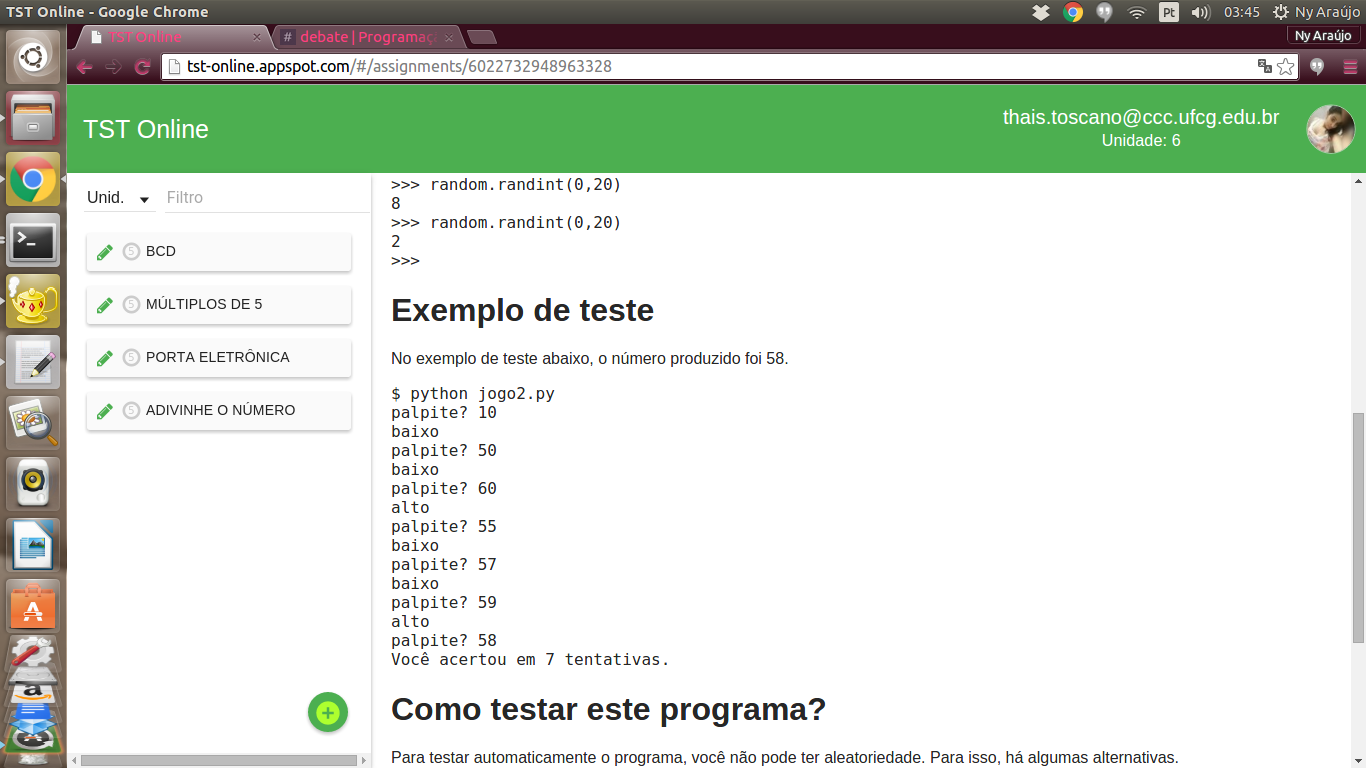 TST Online - Google Chrome
Pt
03:45
Ny Araújo
TST Online
# debate | Programaç
Ny Araújo
tst-online.appspot.com/#/assignments/6022732948963328
TST Online
thais.toscano@ccc.ufcg.edu.br
Unidade: 6
Unid.
Filtro
5 BCD
5 MÚLTIPLOS DE 5
5 PORTA ELETRÔNICA
5 ADIVINHE O NÚMERO
>>> random.randint(0,20)
8
>>> random.randint(0,20)
2
>>>
Exemplo de teste
No exemplo de teste abaixo, o número produzido foi 58.
$ python jogo2.py
palpite? 10
baixo
palpite? 50
baixo
palpite? 60
alto
palpite? 55
baixo
palpite? 57
baixo
palpite? 59
alto
palpite? 58
Você acertou em 7 tentativas.
Como testar este programa?
Para testar automaticamente o programa, você não pode ter aleatoriedade. Para isso, há algumas alternativas.